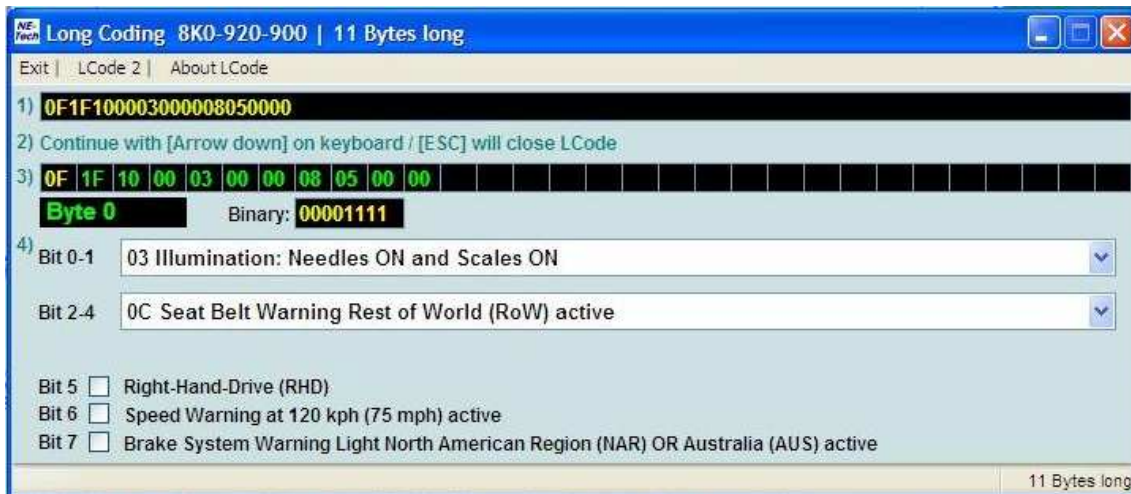 NE-Tech Long Coding 8K0-920-900 | 11 Bytes long
Exit | LCode 2 | About LCode
1) 0F1F100003000008050000
2) Continue with [Arrow down] on keyboard / [ESC] will close LCode
3) 0F 1F 10 00 03 00 00 08 05 00 00
Byte 0 Binary: 00001111
4) Bit 0-1 03 Illumination: Needles ON and Scales ON
Bit 2-4 0C Seat Belt Warning Rest of World (RoW) active
Bit 5 Right-Hand-Drive (RHD)
Bit 6 Speed Warning at 120 kph (75 mph) active
Bit 7 Brake System Warning Light North American Region (NAR) OR Australia (AUS) active
11 Bytes long